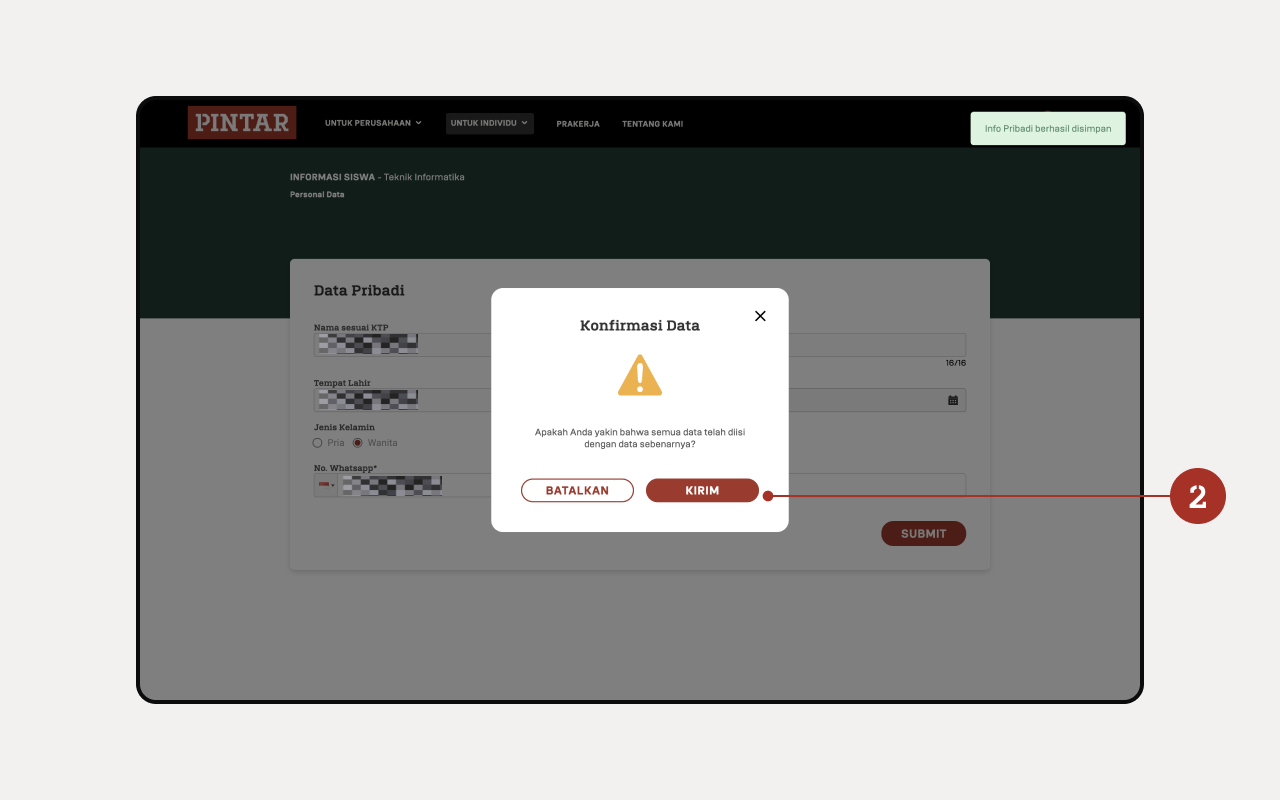 PINTAR
UNTUK PERUSAHAAN
UNTUK INDIVIDU
PRAKERJA
TENTANG KAMI
Info Pribadi berhasil disimpan
INFORMASI SISWA - Teknik Informatika
Personal Data
Data Pribadi
Nama sesuai KTP
16/16
Tempat Lahir
Jenis Kelamin
Pria
Wanita
No. Whatsapp*
SUBMIT
Konfirmasi Data
Apakah Anda yakin bahwa semua data telah diisi
dengan data sebenarnya?
BATALKAN
KIRIM
2